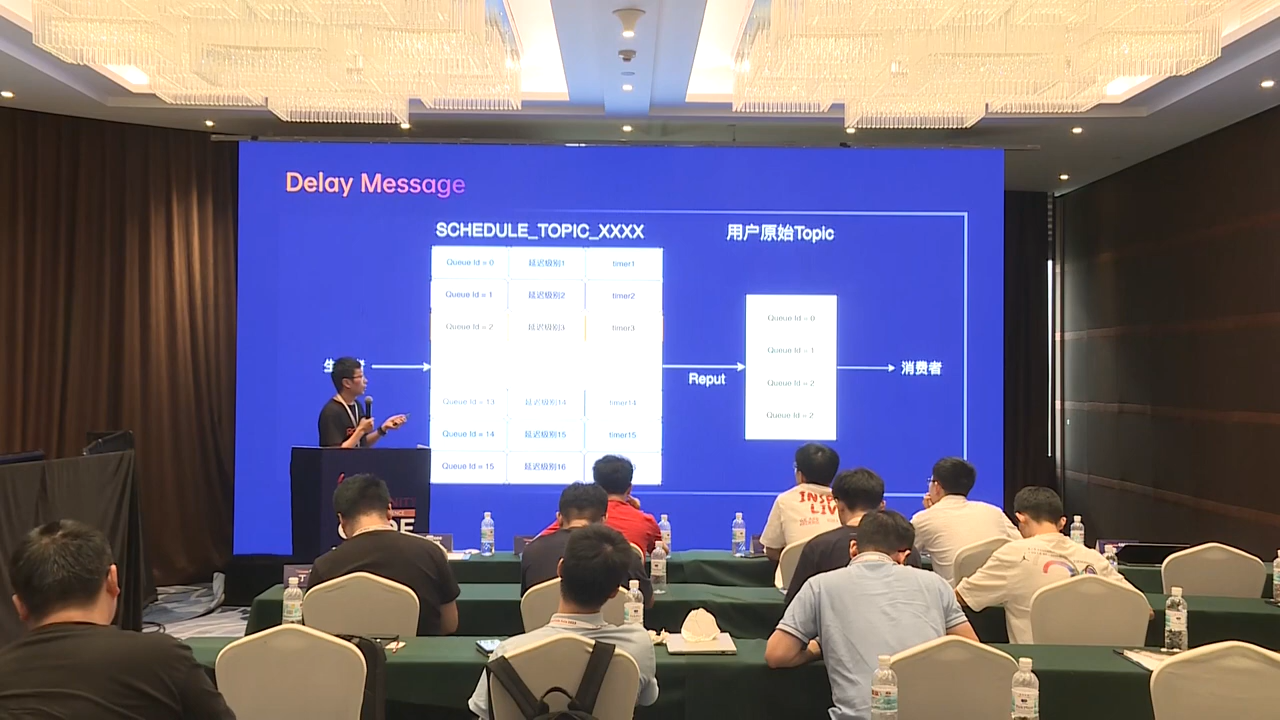 Delay Message
SCHEDULE_TOPIC_XXXX
用户原始Topic
Queue Id = 0 延迟级别1 timer1
Queue Id = 1 延迟级别2 timer2
Queue Id = 2 延迟级别3 timer3
Queue Id = 13 延迟级别14 timer14
Queue Id = 14 延迟级别15 timer15
Queue Id = 15 延迟级别16
Queue Id = 0
Queue Id = 1
Queue Id = 2
Queue Id = 2
生
Reput
消费者